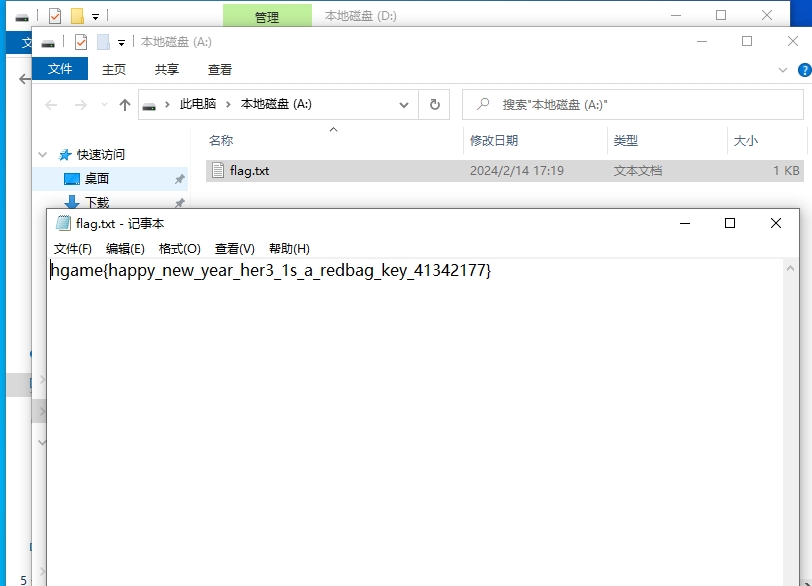 管理 本地磁盘 (D:)
文
本地磁盘 (A:)
文件 主页 共享 查看
此电脑 本地磁盘 (A:) 搜索"本地磁盘 (A:)"
名称 修改日期 类型 大小
快速访问
flag.txt 2024/2/14 17:19 文本文档 1 KB
桌面
下载
flag.txt - 记事本
文件(F) 编辑(E) 格式(O) 查看(V) 帮助(H)
hgame{happy_new_year_her3_1s_a_redbag_key_41342177}
5